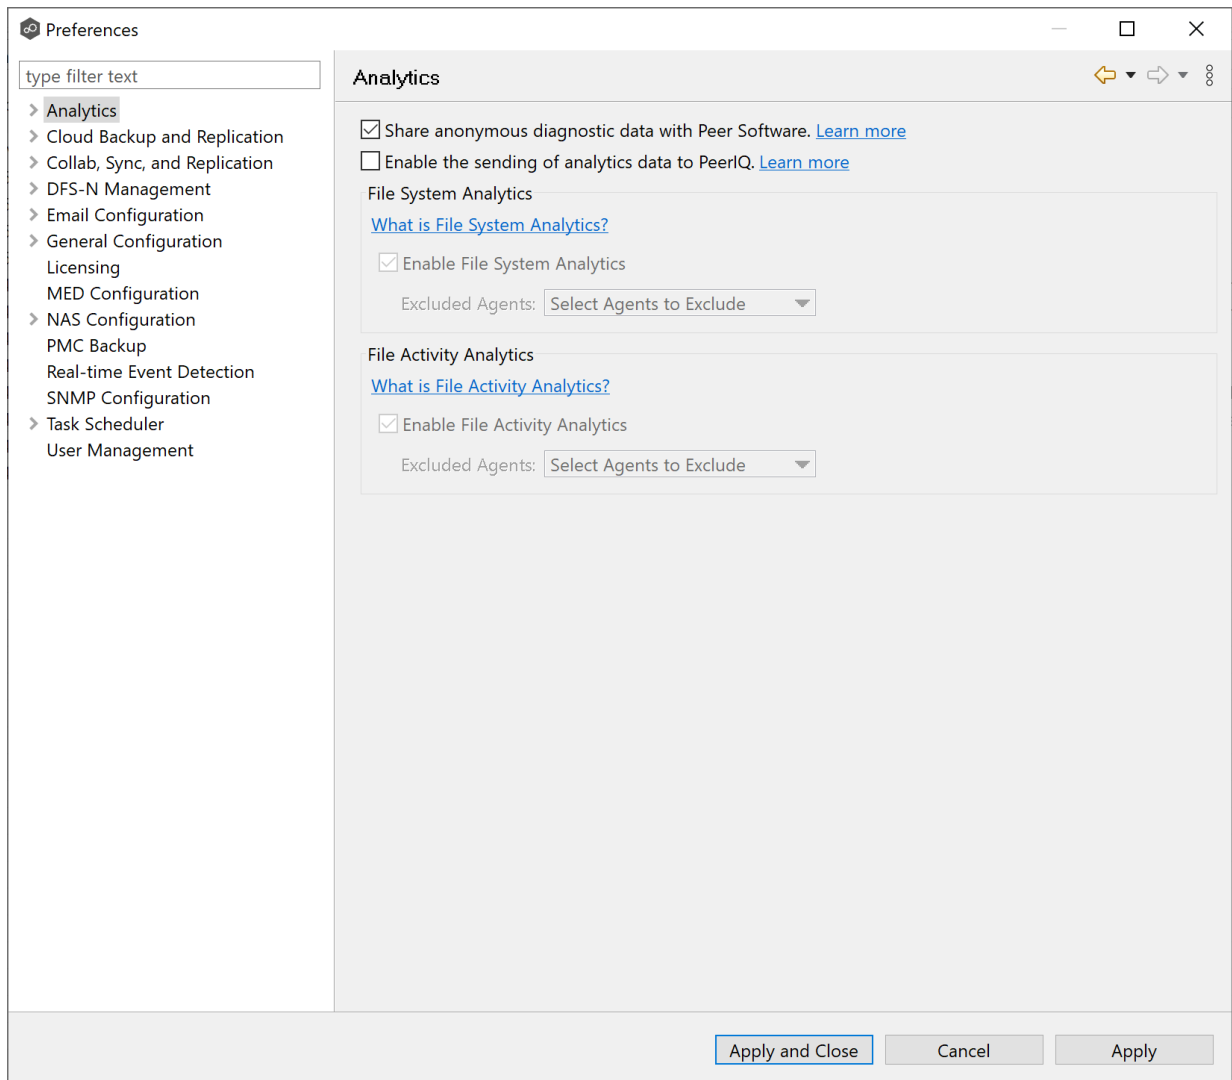 Preferences
type filter text
Analytics
Cloud Backup and Replication
Collab, Sync, and Replication
DFS-N Management
Email Configuration
General Configuration
Licensing
MED Configuration
NAS Configuration
PMC Backup
Real-time Event Detection
SNMP Configuration
Task Scheduler
User Management
Analytics
Share anonymous diagnostic data with Peer Software. Learn more
Enable the sending of analytics data to PeerIQ. Learn more
File System Analytics
What is File System Analytics?
Enable File System Analytics
Excluded Agents: Select Agents to Exclude
File Activity Analytics
What is File Activity Analytics?
Enable File Activity Analytics
Excluded Agents: Select Agents to Exclude
Apply and Close Cancel Apply